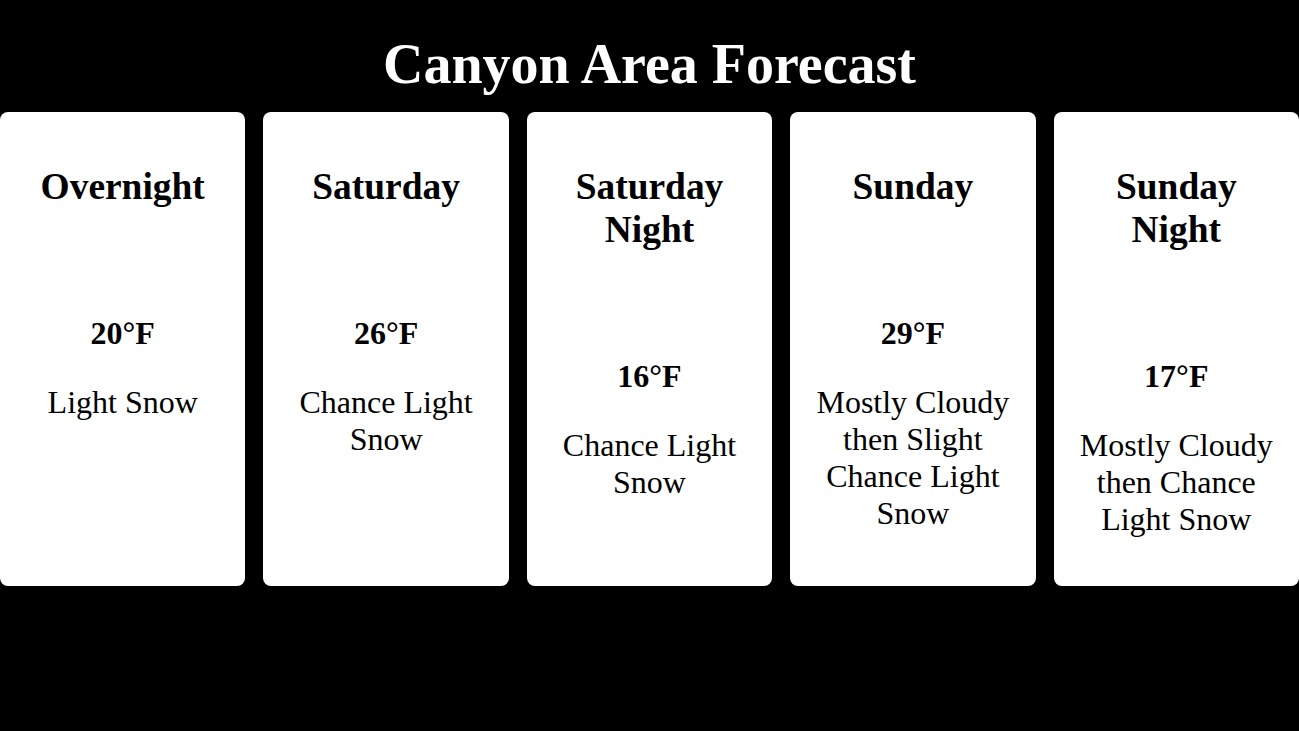 Canyon Area Forecast
Overnight
20°F
Light Snow
Saturday
26°F
Chance Light
Snow
Saturday
Night
16°F
Chance Light
Snow
Sunday
29°F
Mostly Cloudy
then Slight
Chance Light
Snow
Sunday
Night
17°F
Mostly Cloudy
then Chance
Light Snow